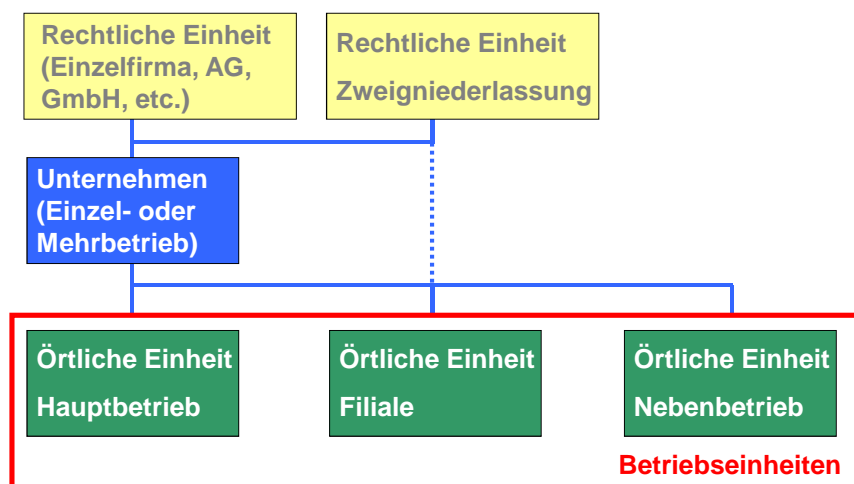 Rechtliche Einheit
(Einzelfirma, AG,
GmbH, etc.)
Rechtliche Einheit
Zweigniederlassung
Unternehmen
(Einzel- oder
Mehrbetrieb)
Örtliche Einheit
Hauptbetrieb
Örtliche Einheit
Filiale
Örtliche Einheit
Nebenbetrieb
Betriebseinheiten